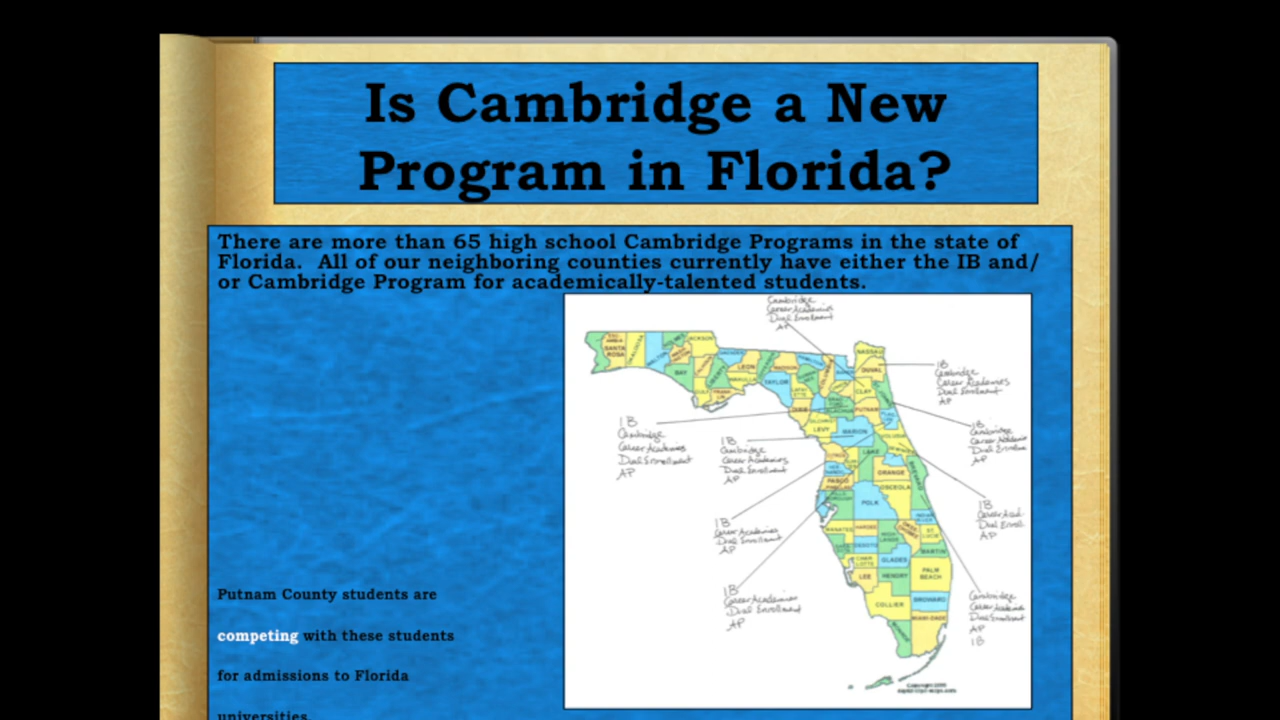 Is Cambridge a New
Program in Florida?
There are more than 65 high school Cambridge Programs in the state of
Florida. All of our neighboring counties currently have either the IB and/
or Cambridge Program for academically-talented students.
Cambridge
Career Academies
Dual Enrollment
AP
JACKSON
SANTA
ROSA
BAY
LEON
TAYLOR
NASSAU
DUVAL
CLAY
PUTNAM
LEVY
MARION
LAKE
ORANGE
OSCEOLA
PASCO
POLK
MANATEE
HARDEE
MARTIN
GLADES
LEE
HENDRY
PALM
BEACH
COLLIER
BROWARD
MIAMI-DADE
IB
Cambridge
Career Academies
Dual Enrollment
AP
IB
Cambridge
Career Academies
Dual Enrollment
AP
IB
Cambridge
Career Academies
Dual Enrollment
AP
IB
Cambridge
Career Academie
Dual Enrollme
AP
IB
Career Acad.
Dual Enroll.
AP
IB
Career Academies
Dual Enrollment
AP
IB
Career Academies
Dual Enrollment
AP
Cambridge
Career Academies
Dual Enrollment
AP
IB
Putnam County students are
competing with these students
for admissions to Florida
universities.